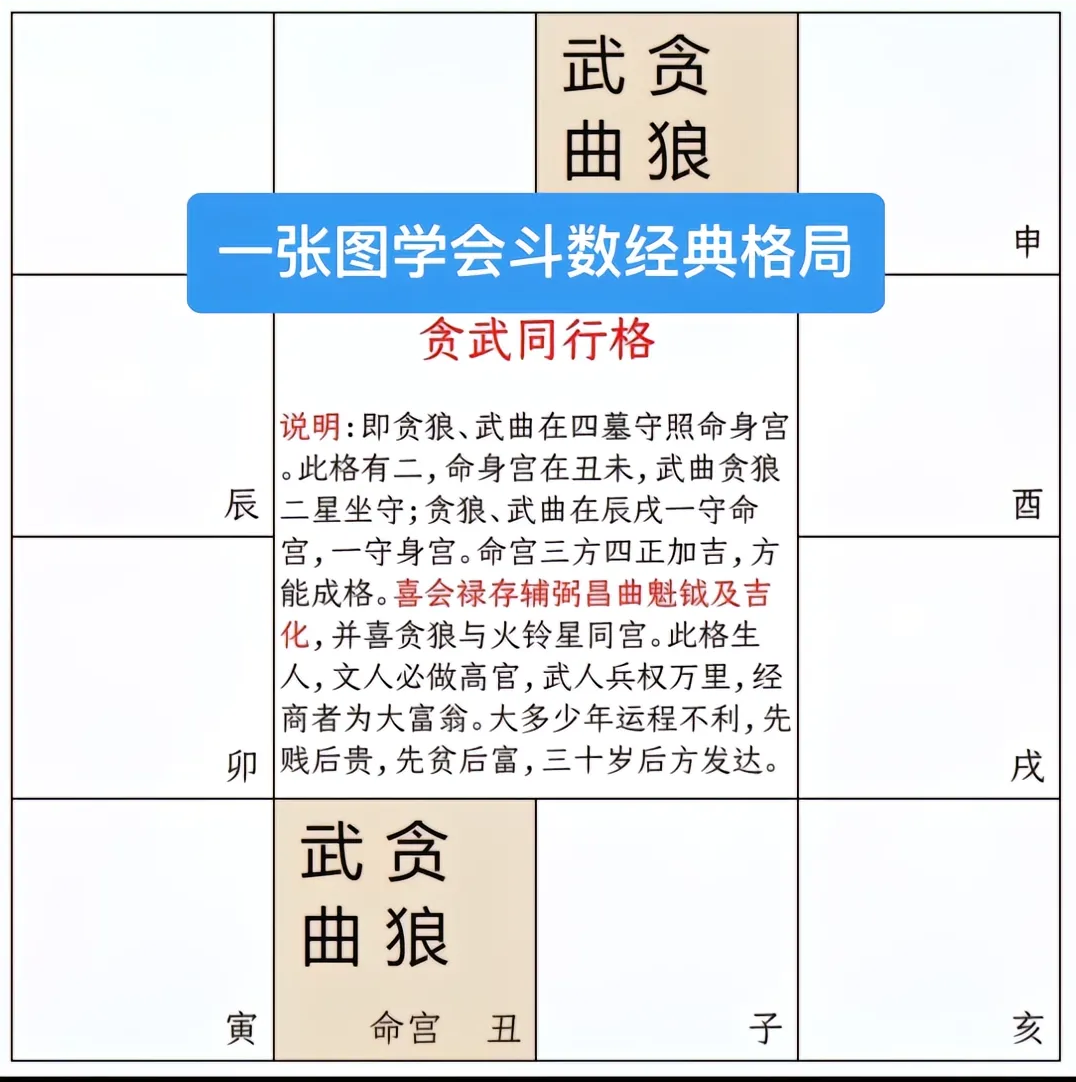 武贪
曲狼
申
一张图学会斗数经典格局
贪武同行格
说明:即贪狼、武曲在四墓守照命身宫
。此格有二,命身宫在丑未,武曲贪狼
二星坐守;贪狼、武曲在辰戌一守命
宫,一守身宫。命宫三方四正加吉,方
能成格。喜会禄存辅弼昌曲魁钺及吉
化,并喜贪狼与火铃星同宫。此格生
人,文人必做高官,武人兵权万里,经
商者为大富翁。大多少年运程不利,先
贱后贵,先贫后富,三十岁后方发达。
辰
酉
卯
戌
武贪
曲狼
寅
命宫 丑
子
亥